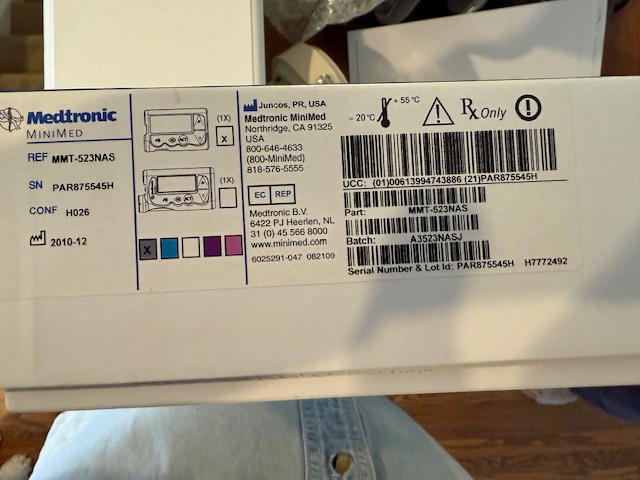 Medtronic
MINIMED
REF MMT-523NAS
SN PAR875545H
CONF H026
2010-12
(1X)
X
(1X)
X
Juncos, PR, USA
Medtronic MiniMed
Northridge, CA 91325
USA
800-646-4633
(800-MiniMed)
818-576-5555
EC REP
Medtronic B.V.
6422 PJ Heerlen, NL
31 (0) 45 566 8000
www.minimed.com
6025291-047 082109
-20°C +55°C
Rx Only
UCC: (01)00613994743886 (21)PAR875545H
Part: MMT-523NAS
Batch: A3523NASJ
Serial Number & Lot Id: PAR875545H H7772492